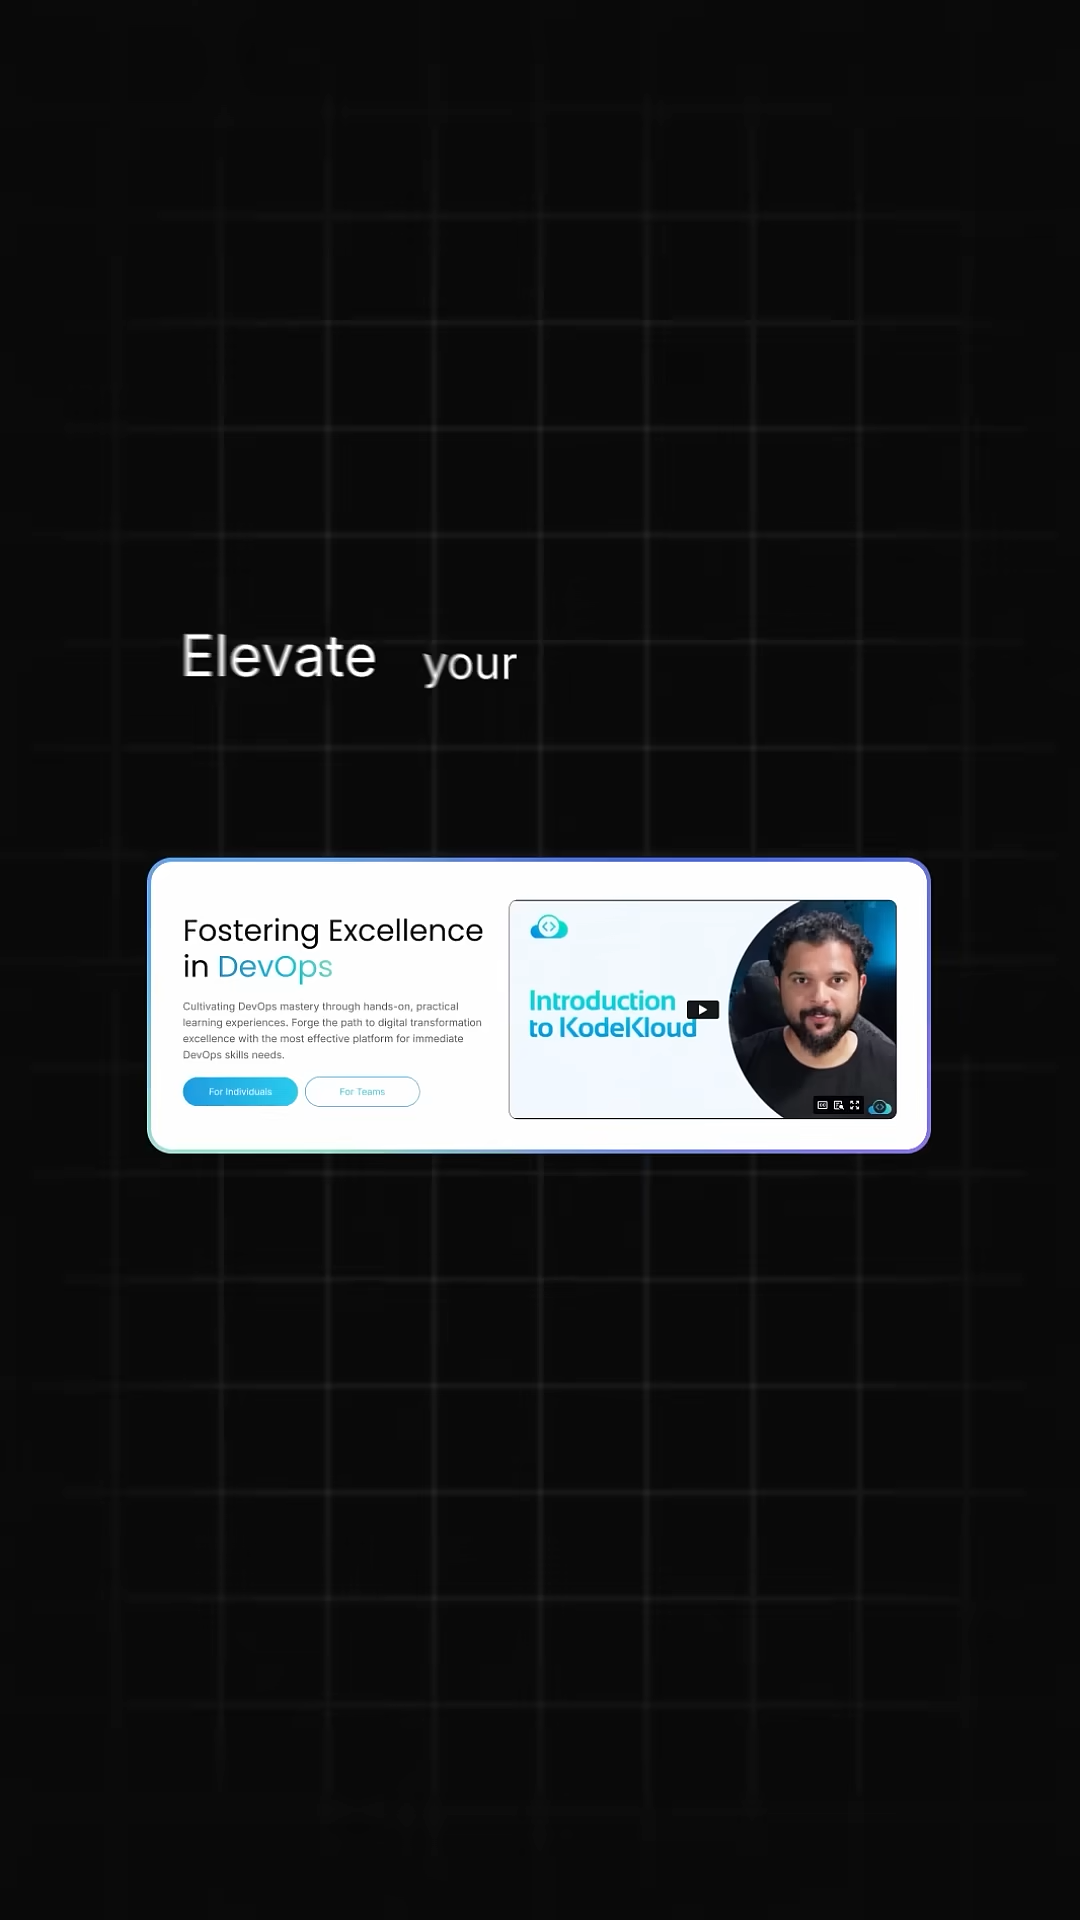 Elevate your
Fostering Excellence
in DevOps
Cultivating DevOps mastery through hands-on, practical
learning experiences. Forge the path to digital transformation
excellence with the most effective platform for immediate
DevOps skills needs.
For Individuals
For Teams
Introduction
to KodeKloud